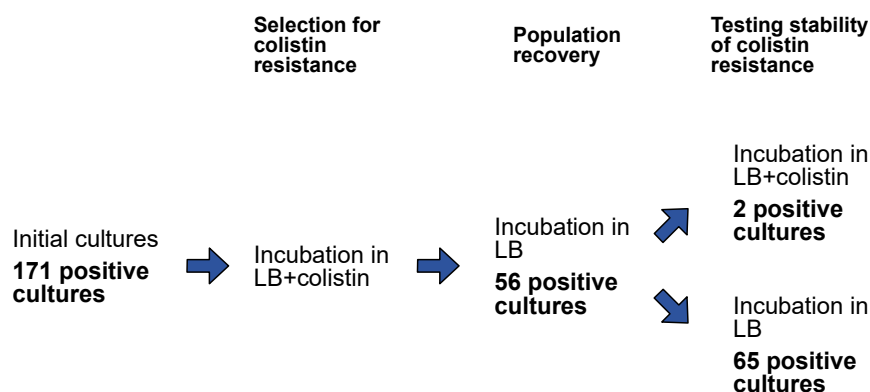 Selection for
colistin
resistance
Population
recovery
Testing stability
of colistin
resistance
Initial cultures
171 positive
cultures
Incubation in
LB+colistin
Incubation in
LB
56 positive
cultures
Incubation in
LB+colistin
2 positive
cultures
Incubation in
LB
65 positive
cultures